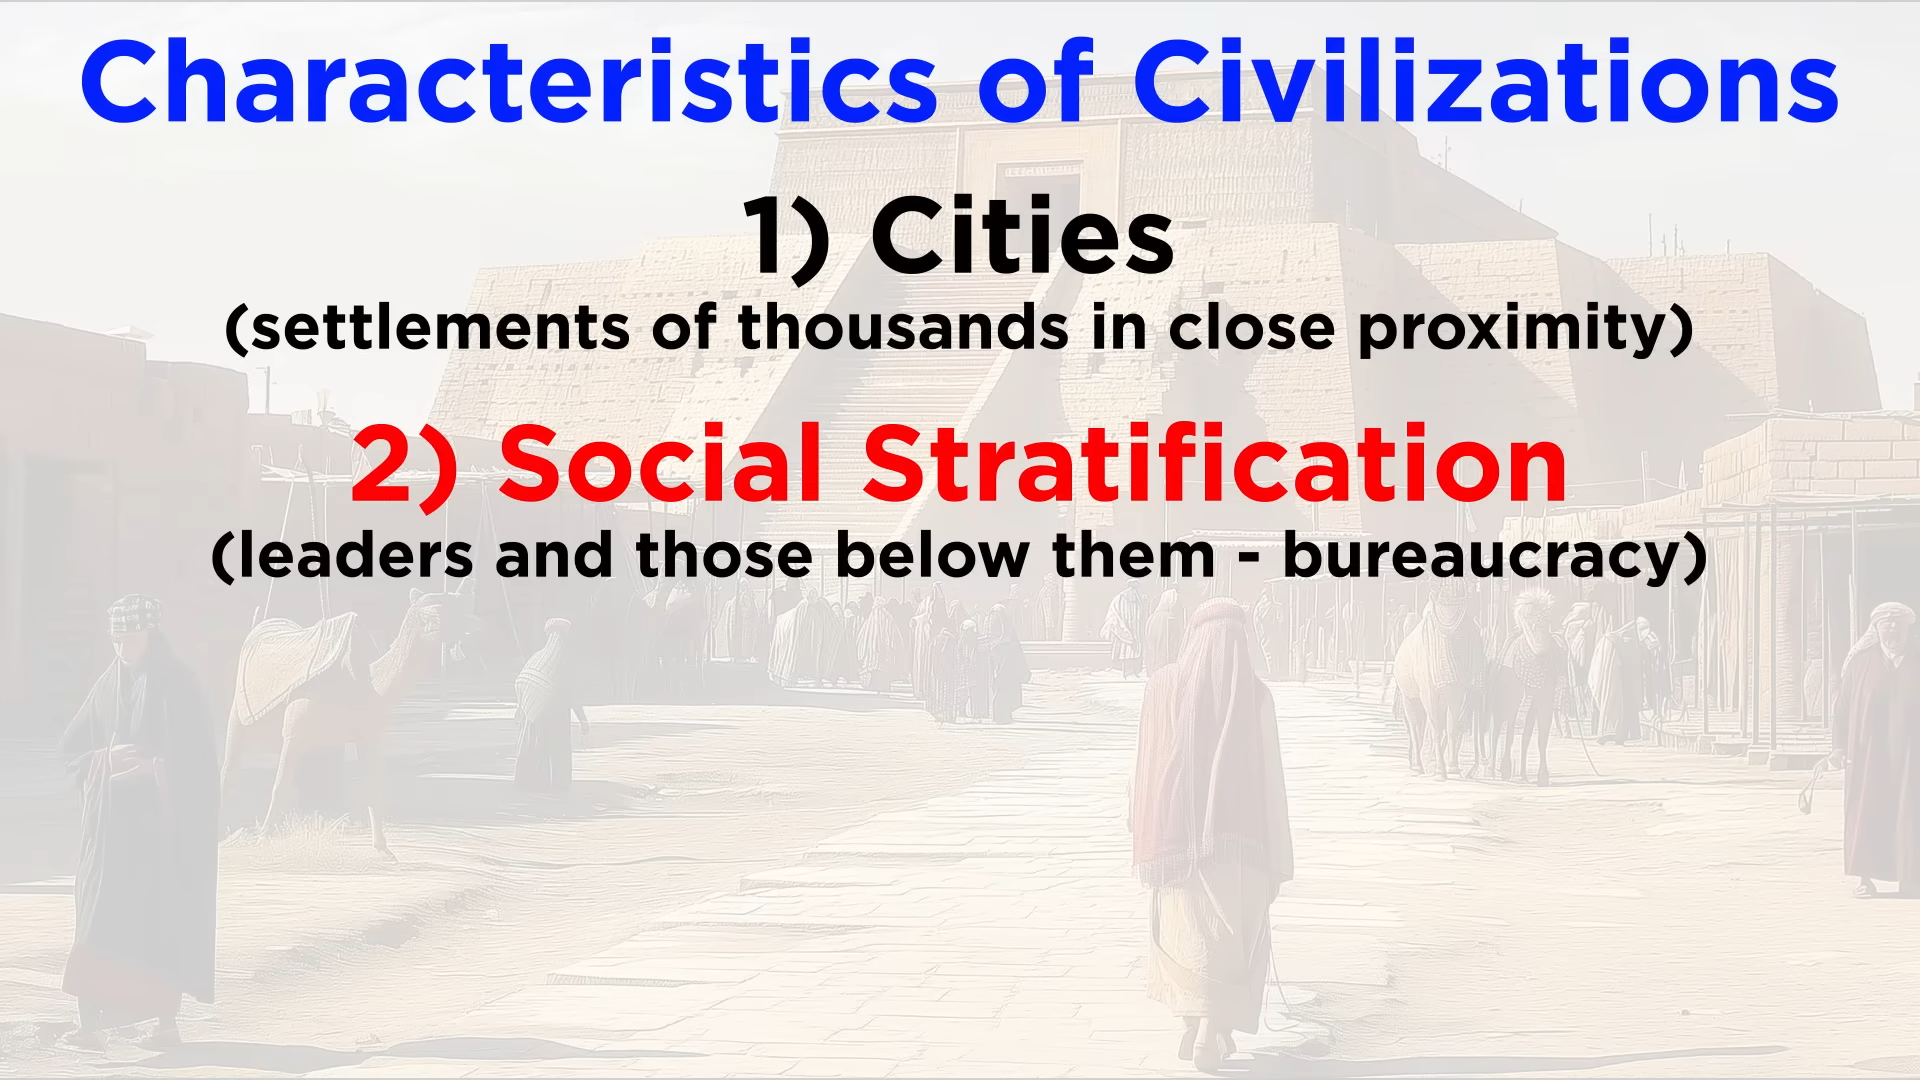 Characteristics of Civilizations
1) Cities
(settlements of thousands in close proximity)
2) Social Stratification
(leaders and those below them - bureaucracy)